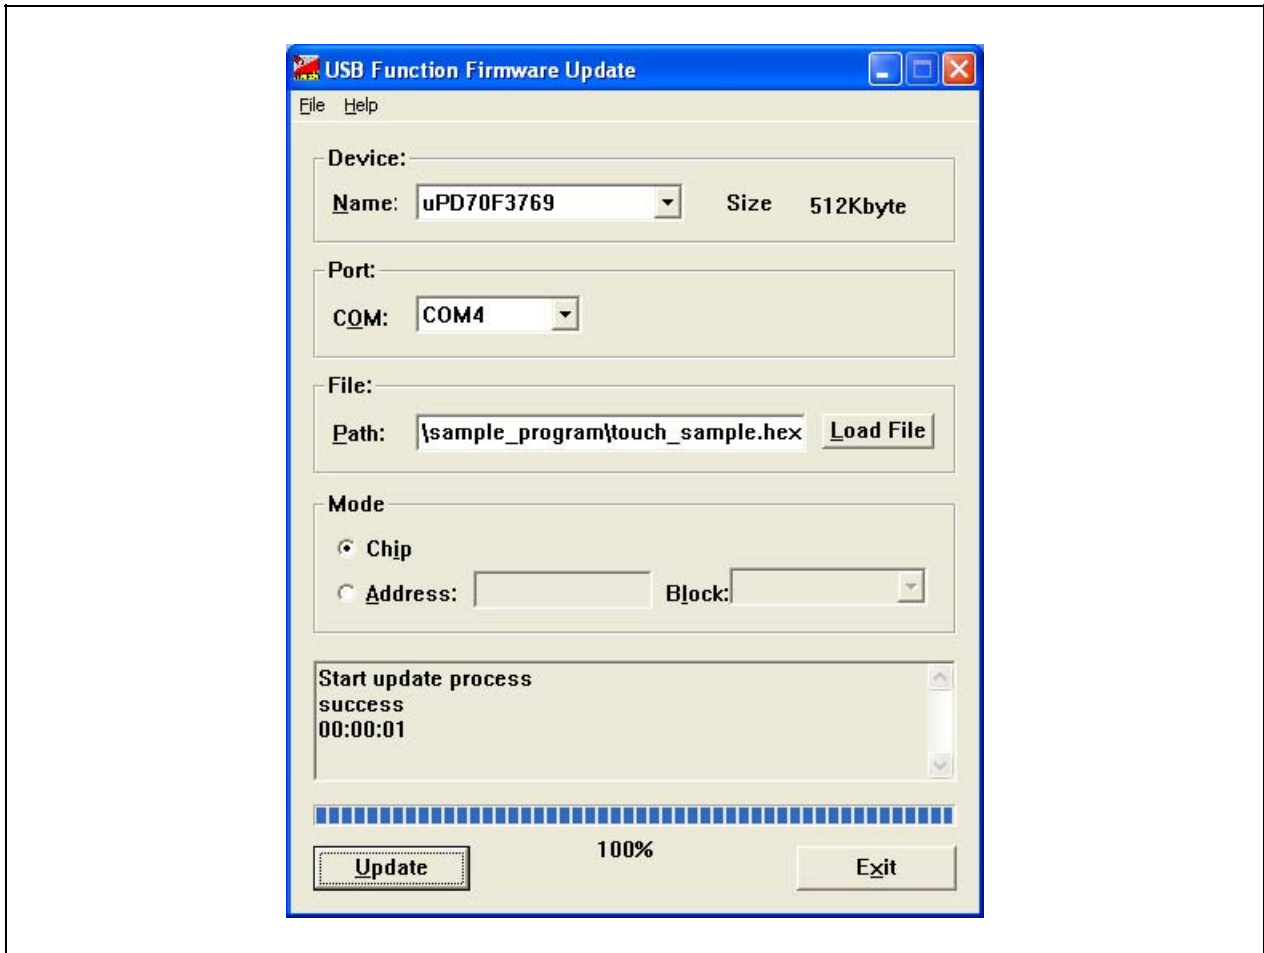 USB Function Firmware Update
File Help
Device:
Name: uPD70F3769 Size 512Kbyte
Port:
COM: COM4
File:
Path: \sample_program\touch_sample.hex Load File
Mode
Chip
Address: Block:
Start update process
success
00:00:01
100%
Update Exit